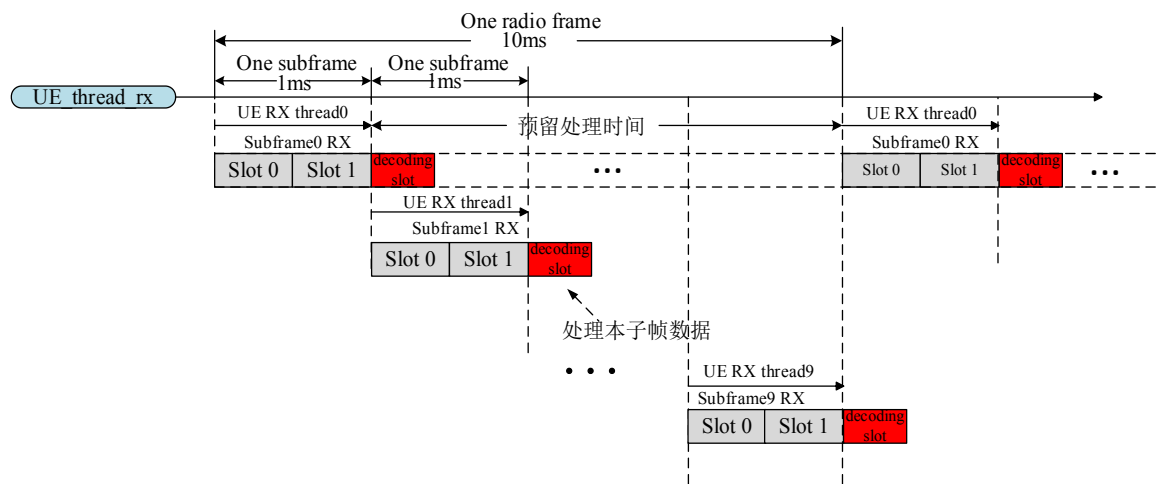 One radio frame
10ms
One subframe
1ms
One subframe
1ms
UE_thread_rx
UE RX thread0
预留处理时间
UE RX thread0
Subframe0 RX
Subframe0 RX
Slot 0
Slot 1
decoding
slot
...
Slot 0
Slot 1
decoding
slot
...
UE RX thread1
Subframe1 RX
Slot 0
Slot 1
decoding
slot
处理本子帧数据
...
UE RX thread9
Subframe9 RX
Slot 0
Slot 1
decoding
slot